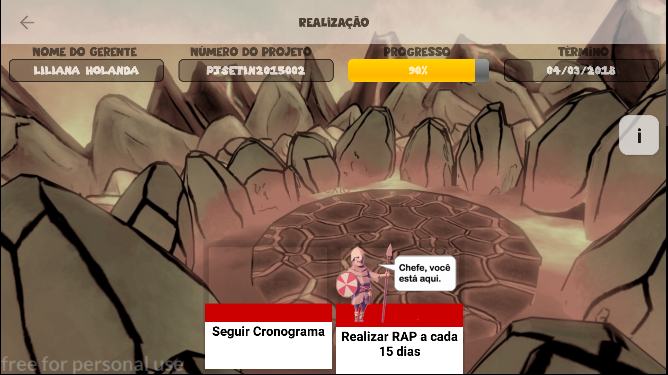 REALIZAÇÃO
NOME DO GERENTE
NÚMERO DO PROJETO
PROGRESSO
TÉRMINO
LILIANA HOLANDA
PJSETIN2015002
90%
04/03/2018
i
Chefe, você
está aqui.
Seguir Cronograma
Realizar RAP a cada
15 dias
free for personal use